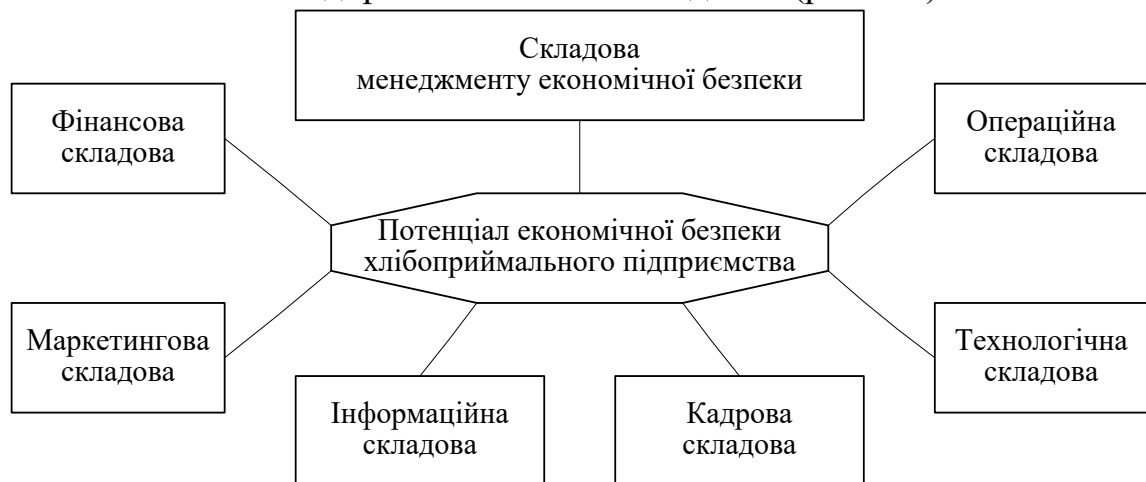 Складова
менеджменту економічної безпеки
Фінансова
складова
Операційна
складова
Потенціал економічної безпеки
хлібоприймального підприємства
Маркетингова
складова
Технологічна
складова
Інформаційна
складова
Кадрова
складова